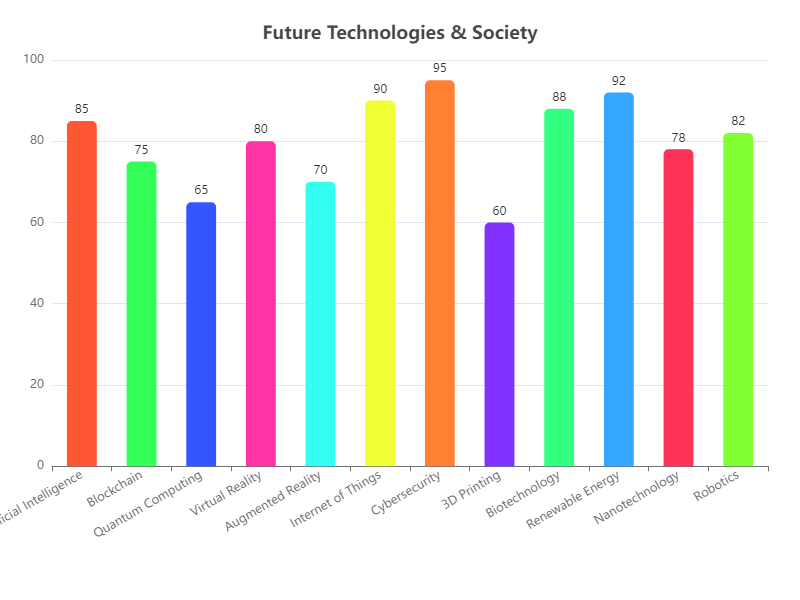 Future Technologies & Society
100
80
60
40
20
0
85
75
65
80
70
90
95
60
88
92
78
82
Intelligence
Blockchain
Quantum Computing
Virtual Reality
Augmented Reality
Internet of Things
Cybersecurity
3D Printing
Biotechnology
Renewable Energy
Nanotechnology
Robotics